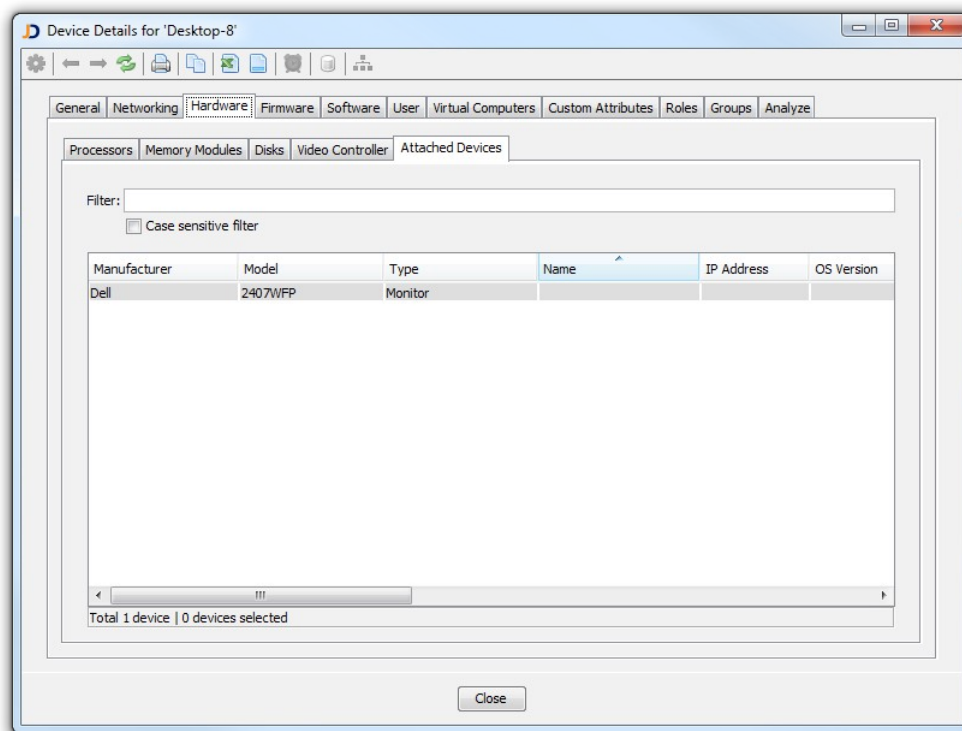 Device Details for 'Desktop-8'
General Networking Hardware Firmware Software User Virtual Computers Custom Attributes Roles Groups Analyze
Processors Memory Modules Disks Video Controller Attached Devices
Filter:
Case sensitive filter
Manufacturer Model Type Name IP Address OS Version
Dell 2407WFP Monitor
Total 1 device | 0 devices selected
Close